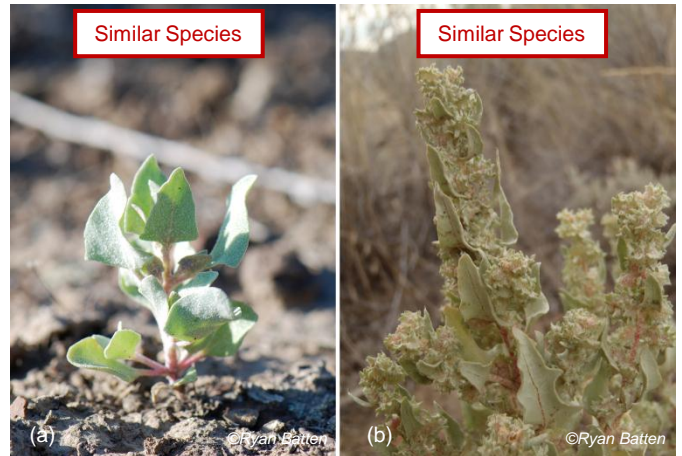 Similar Species
Similar Species
(a)
©Ryan Batten
(b)
©Ryan Batten